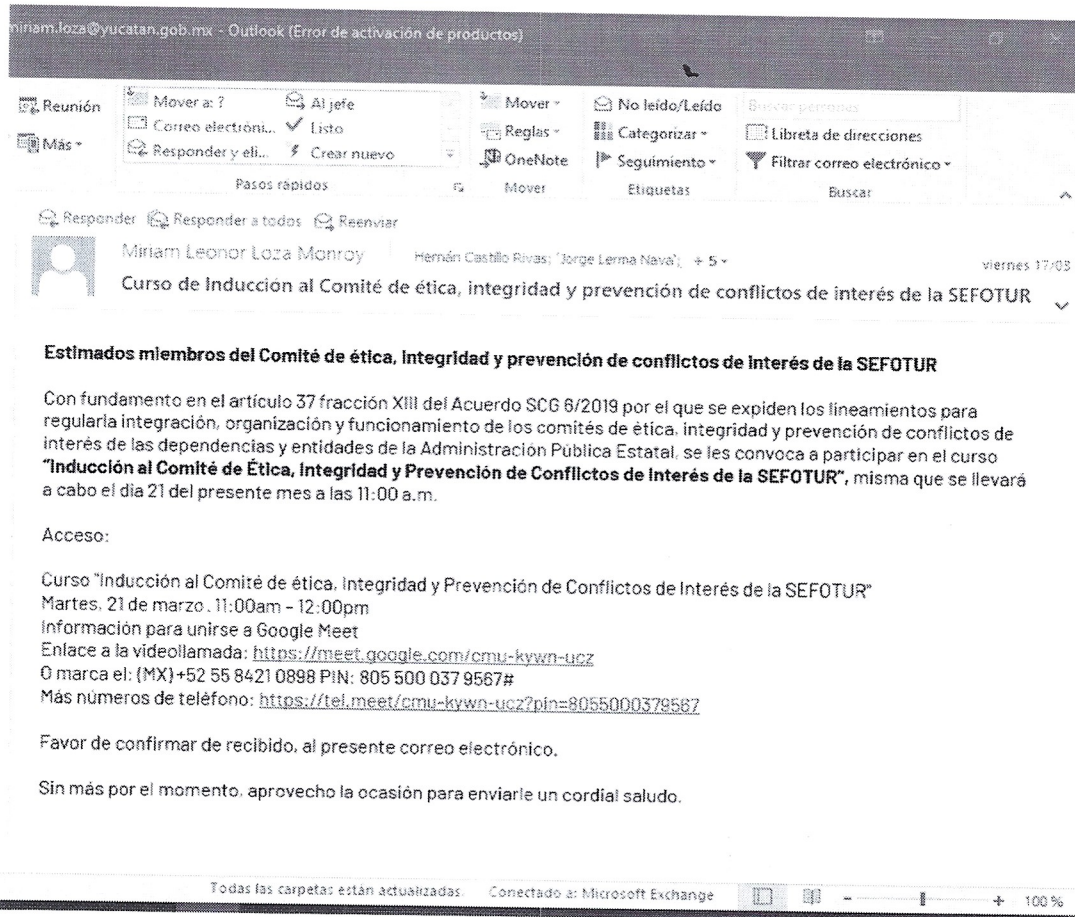 miriam.loza@yucatan.gob.mx - Outlook (Error de activación de productos)
Reunión
Más
Mover a: ?
Al jefe
Correo electróni...
Listo
Responder y eli...
Crear nuevo
Pasos rápidos
Mover
Reglas
OneNote
Mover
No leído/Leído
Categorizar
Seguimiento
Etiquetas
Buscar personas
Libreta de direcciones
Filtrar correo electrónico
Buscar
Responder Responder a todos Reenviar
Miriam Leonor Loza Monroy Hernán Castillo Rivas; 'Jorge Lerma Nava'; + 5 viernes 17/03
Curso de Inducción al Comité de ética, integridad y prevención de conflictos de interés de la SEFOTUR
Estimados miembros del Comité de ética, integridad y prevención de conflictos de interés de la SEFOTUR
Con fundamento en el artículo 37 fracción XIII del Acuerdo SCG 6/2019 por el que se expiden los lineamientos para
regularla integración, organización y funcionamiento de los comités de ética, integridad y prevención de conflictos de
interés de las dependencias y entidades de la Administración Pública Estatal, se les convoca a participar en el curso
"Inducción al Comité de Ética, Integridad y Prevención de Conflictos de Interés de la SEFOTUR", misma que se llevará
a cabo el día 21 del presente mes a las 11:00 a.m.
Acceso:
Curso "Inducción al Comité de ética, Integridad y Prevención de Conflictos de Interés de la SEFOTUR"
Martes, 21 de marzo. 11:00am – 12:00pm
Información para unirse a Google Meet
Enlace a la videollamada: https://meet.google.com/cmu-kywn-ucz
O marca el: (MX) +52 55 8421 0898 PIN: 805 500 037 9567#
Más números de teléfono: https://tel.meet/cmu-kywn-ucz?pin=8055000379567
Favor de confirmar de recibido, al presente correo electrónico.
Sin más por el momento, aprovecho la ocasión para enviarle un cordial saludo.
Todas las carpetas están actualizadas. Conectado a: Microsoft Exchange 100 %